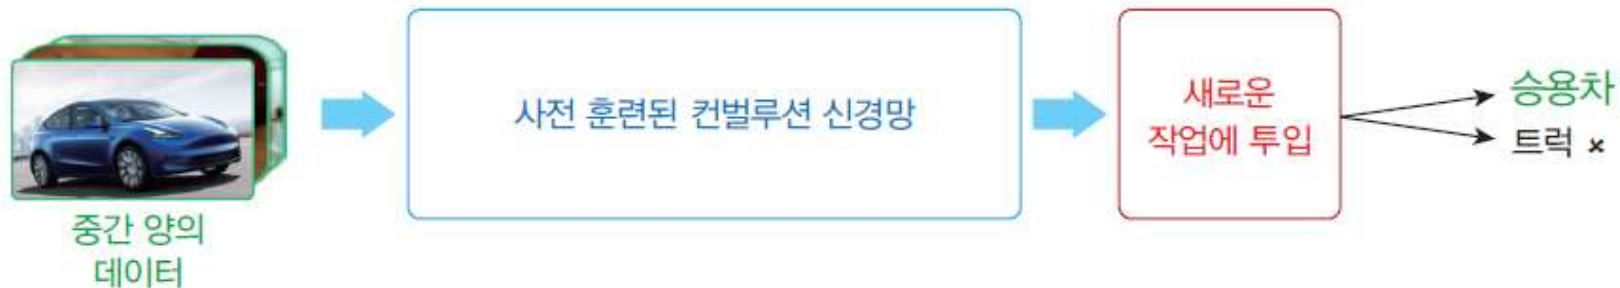 중간 양의
데이터
사전 훈련된 컨벌루션 신경망
새로운
작업에 투입
승용차
트럭 ×